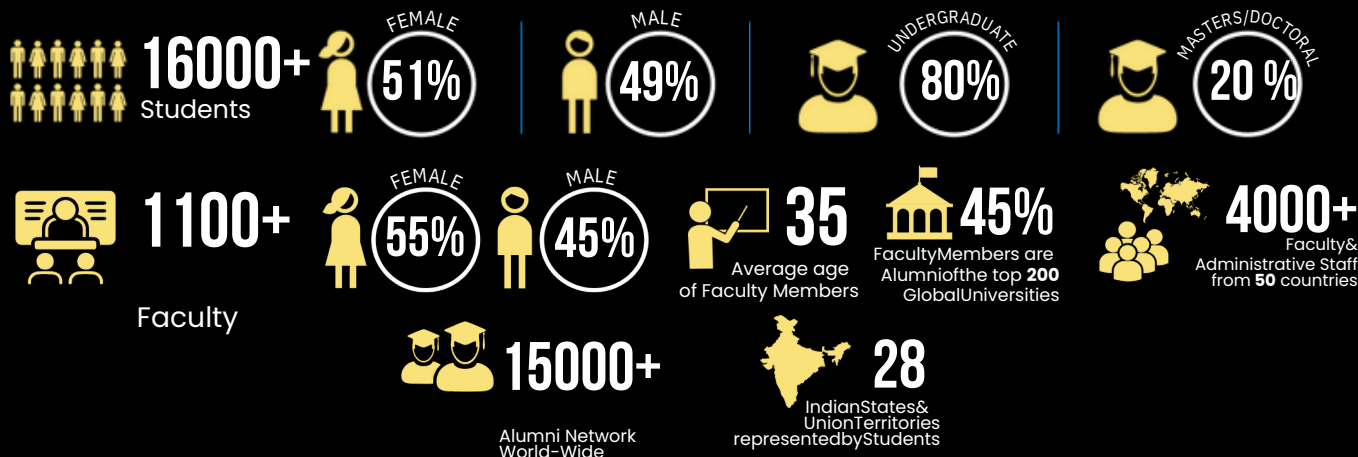 16000+
Students
FEMALE
51%
MALE
49%
UNDERGRADUATE
80%
MASTERS/DOCTORAL
20 %
1100+
Faculty
FEMALE
55%
MALE
45%
35
Average age
of Faculty Members
45%
FacultyMembers are
Alumniofthe top 200
GlobalUniversities
4000+
Faculty&
Administrative Staff
from 50 countries
15000+
Alumni Network
World-Wide
28
IndianStates&
UnionTerritories
representedbyStudents